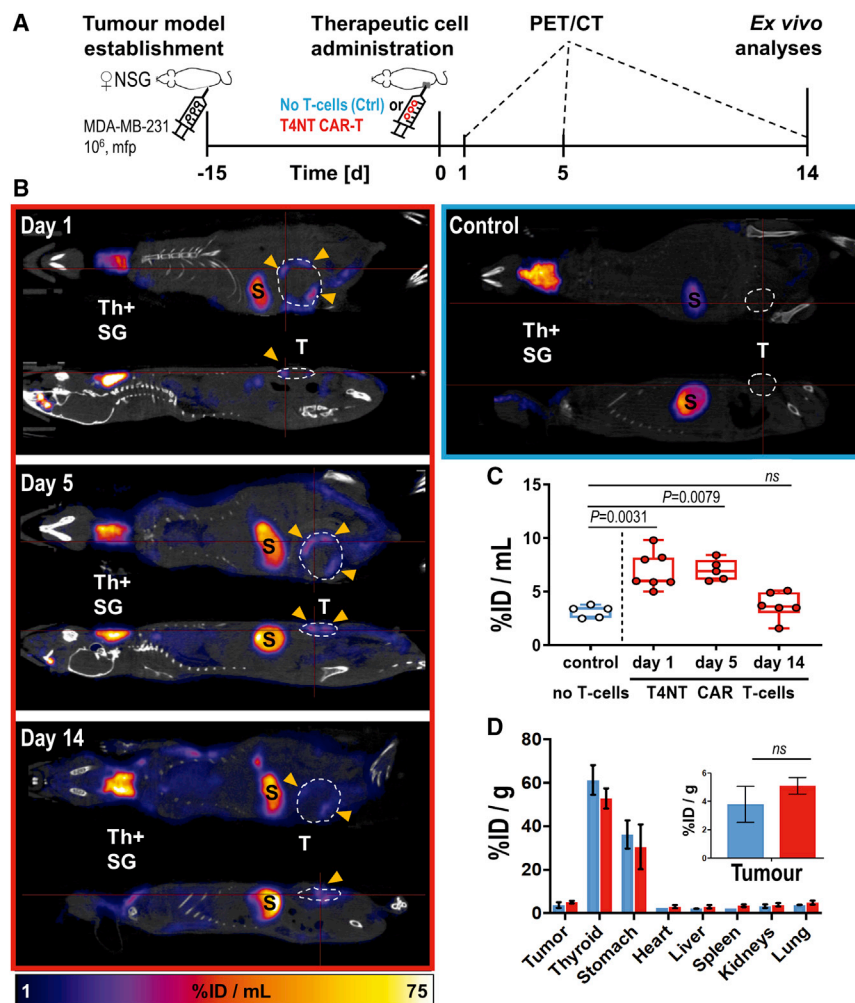 A
Tumour model
establishment
Therapeutic cell
administration
PET/CT
Ex vivo
analyses
♀NSG
MDA-MB-231
10⁶, mfp
No T-cells (Ctrl) or
T4NT CAR-T
-15
Time [d]
0
1
5
14
B
Day 1
Th+
SG
S
T
Day 5
Th+
SG
S
T
S
Day 14
Th+
SG
S
T
S
1
%ID / mL
75
Control
S
Th+
SG
T
S
C
%ID / mL
15
10
5
0
ns
P=0.0079
P=0.0031
control
day 1
day 5
day 14
no T-cells
T4NT CAR T-cells
D
%ID / g
80
60
40
20
0
Tumor
Thyroid
Stomach
Heart
Liver
Spleen
Kidneys
Lung
ns
%ID / g
6
4
2
0
Tumour